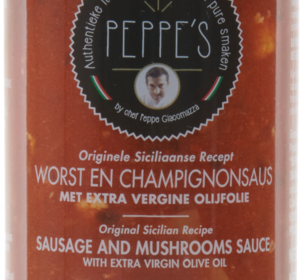 Authentieke
pure smaken
PEPPE'S
by chef Peppe Giacomazza
Originele Siciliaanse Recept
WORST EN CHAMPIGNONSAUS
MET EXTRA VERGINE OLIJFOLIE
Original Sicilian Recipe
SAUSAGE AND MUSHROOMS SAUCE
WITH EXTRA VIRGIN OLIVE OIL